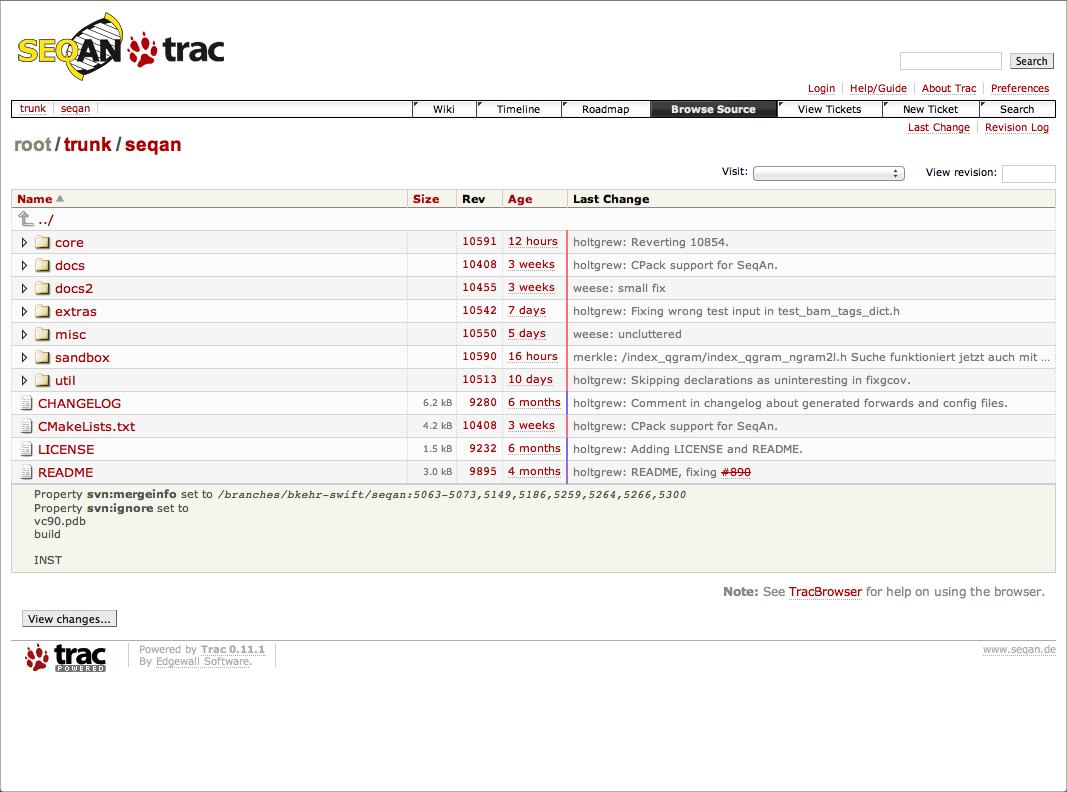 SEQAN trac
Search
Login Help/Guide About Trac Preferences
trunk seqan Wiki Timeline Roadmap Browse Source View Tickets New Ticket Search
Last Change Revision Log
root / trunk / seqan
Visit: View revision:
Name Size Rev Age Last Change
../
core 10591 12 hours holtgrew: Reverting 10854.
docs 10408 3 weeks holtgrew: CPack support for SeqAn.
docs2 10455 3 weeks weese: small fix
extras 10542 7 days holtgrew: Fixing wrong test input in test_bam_tags_dict.h
misc 10550 5 days weese: uncluttered
sandbox 10590 16 hours merkle: /index_qgram/index_qgram_ngram2l.h Suche funktioniert jetzt auch mit ...
util 10513 10 days holtgrew: Skipping declarations as uninteresting in fixgcov.
CHANGELOG 6.2 kB 9280 6 months holtgrew: Comment in changelog about generated forwards and config files.
CMakeLists.txt 4.2 kB 10408 3 weeks holtgrew: CPack support for SeqAn.
LICENSE 1.5 kB 9232 6 months holtgrew: Adding LICENSE and README.
README 3.0 kB 9895 4 months holtgrew: README, fixing #890
Property svn:mergeinfo set to /branches/bkehr-swift/seqan:5063-5073,5149,5186,5259,5264,5266,5300
Property svn:ignore set to
vc90.pdb
build
INST
Note: See TracBrowser for help on using the browser.
View changes...
trac POWERED
Powered by Trac 0.11.1
By Edgewall Software.
www.seqan.de